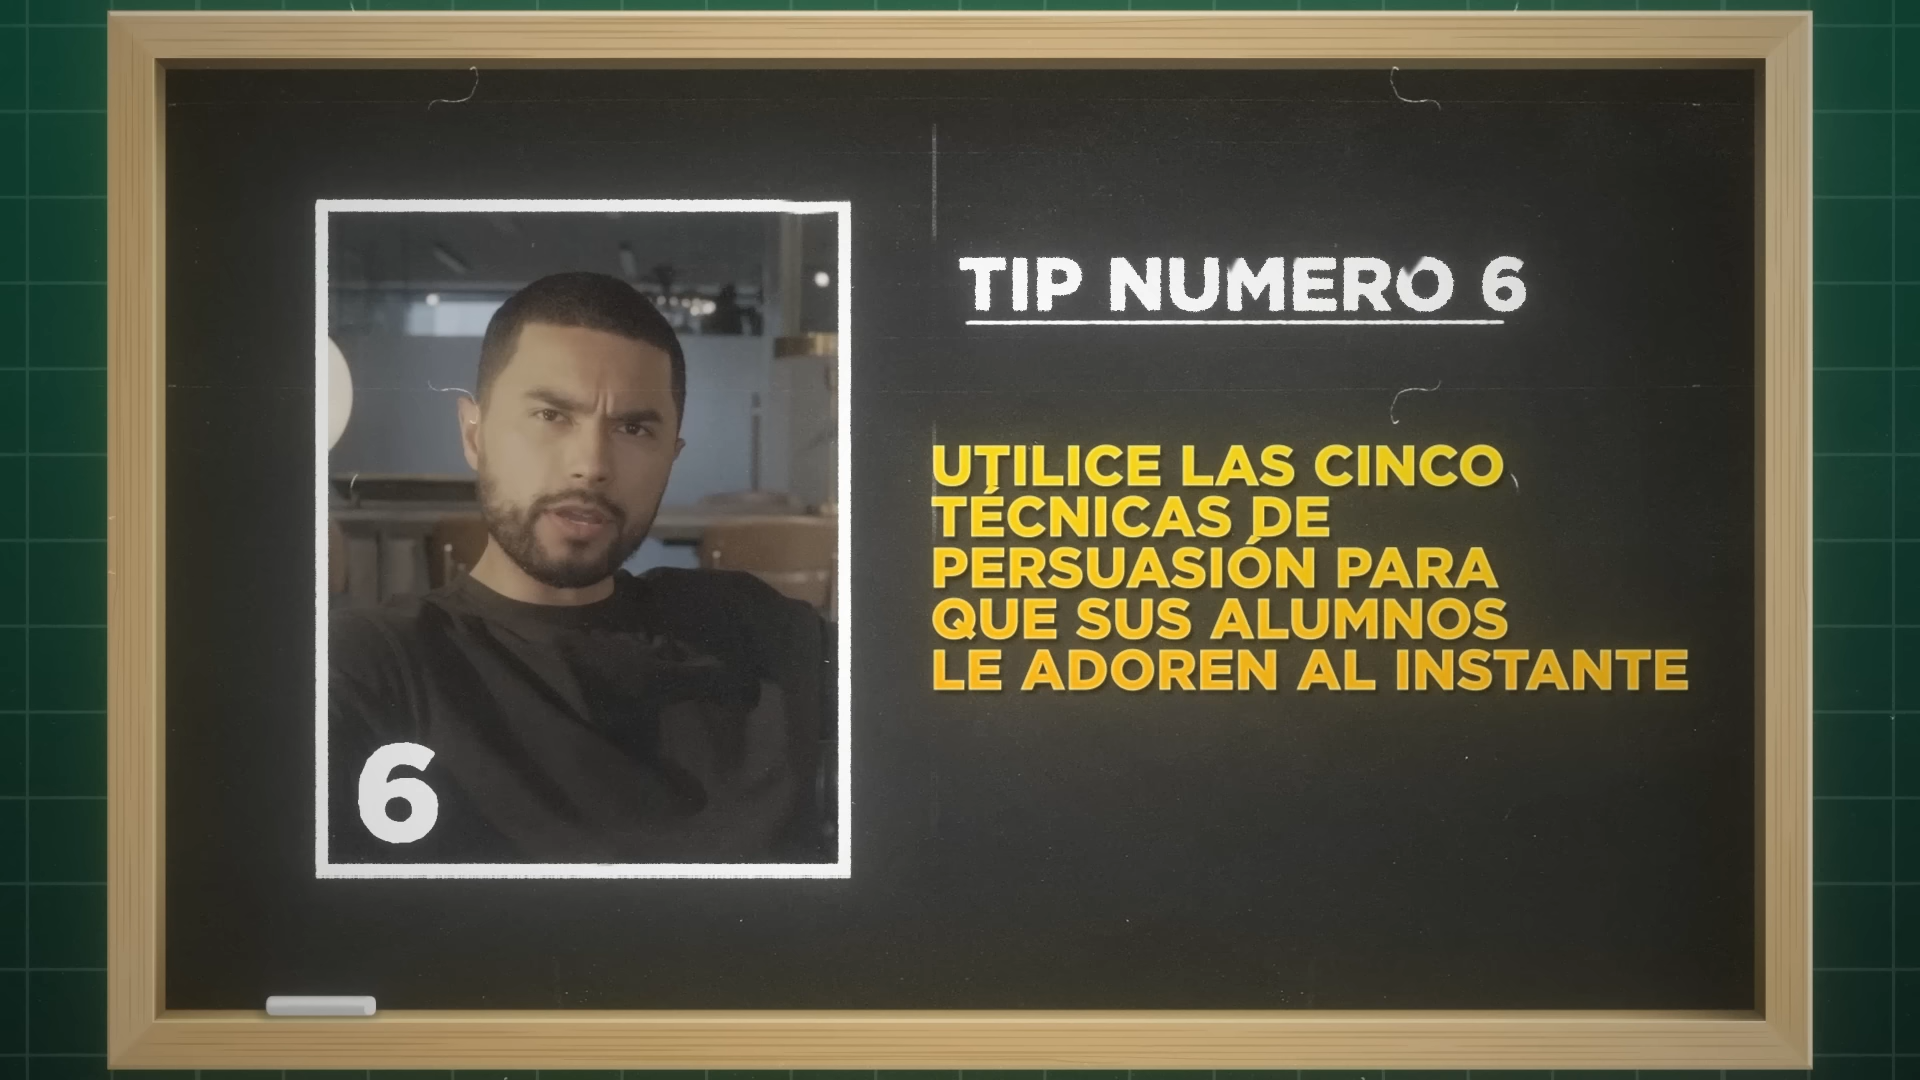 TIP NUMERO 6
UTILICE LAS CINCO
TÉCNICAS DE
PERSUASIÓN PARA
QUE SUS ALUMNOS
LE ADOREN AL INSTANTE
6